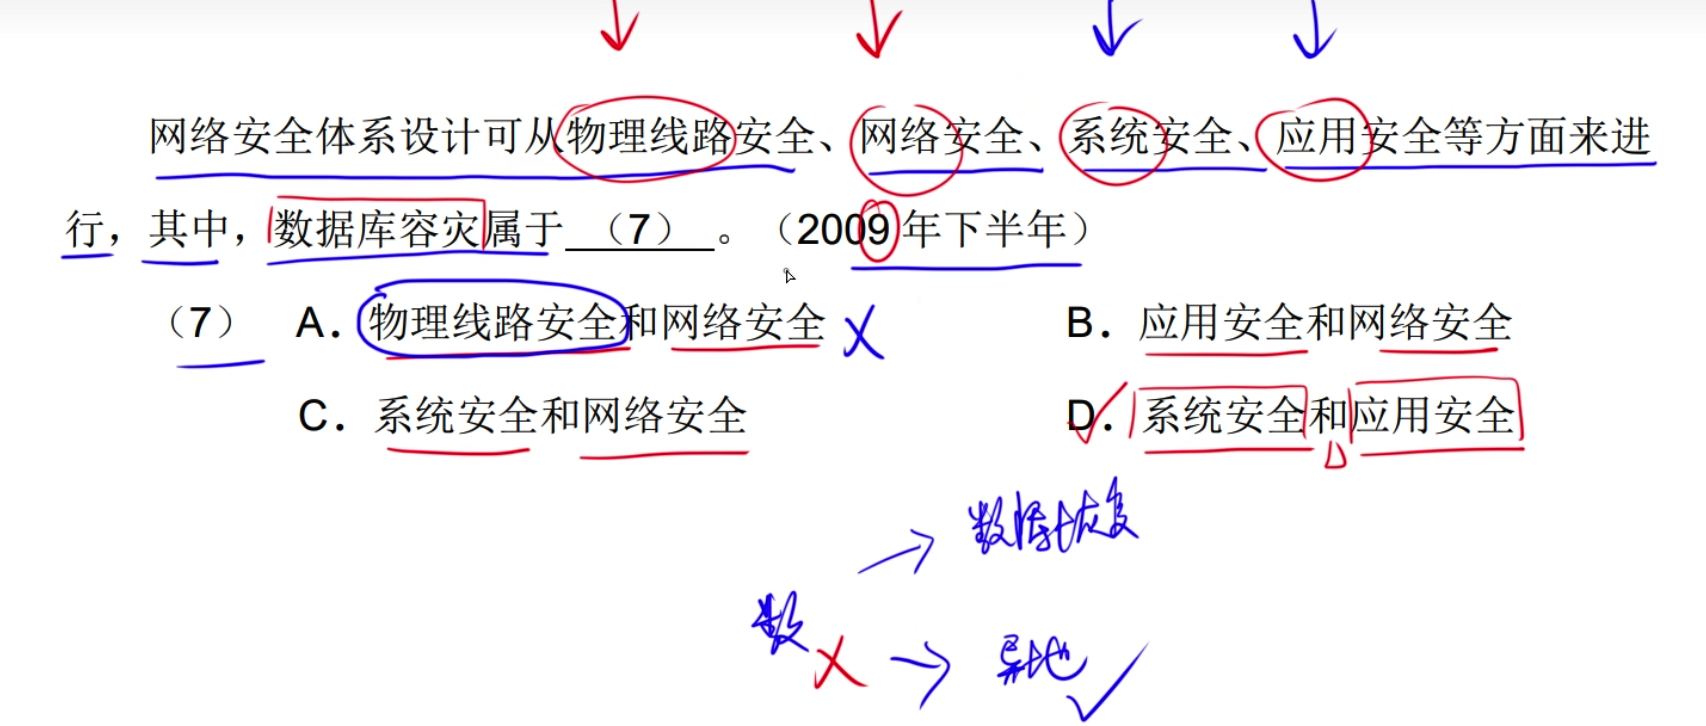 网络安全体系设计可从物理线路安全、网络安全、系统安全、应用安全等方面来进
行，其中，数据库容灾属于 （7） 。（2009年下半年）
（7） A．物理线路安全和网络安全 B．应用安全和网络安全
C．系统安全和网络安全 D．系统安全和应用安全
数据恢复
数
异地